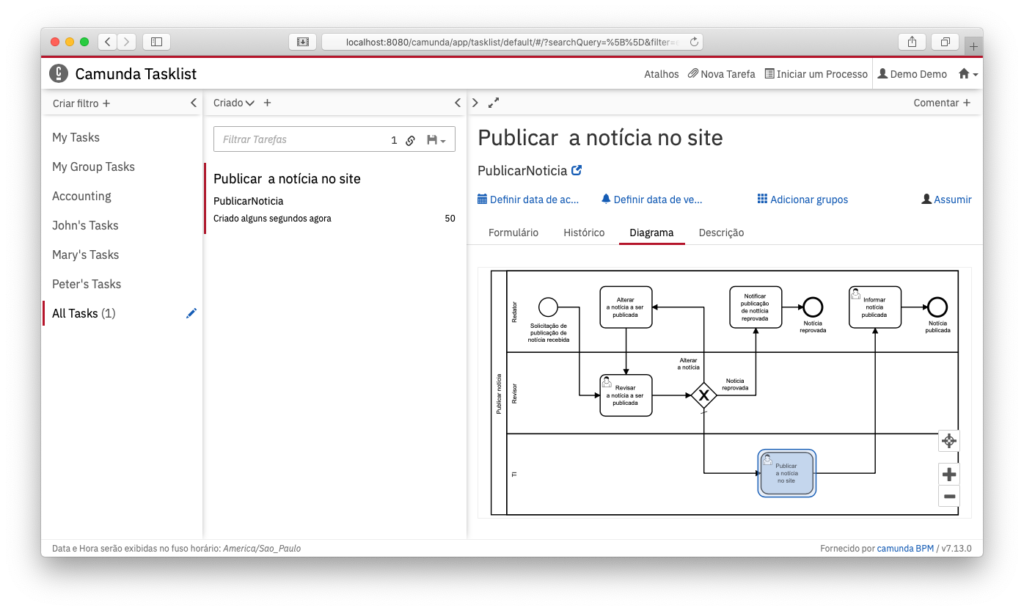 localhost:8080/camunda/app/tasklist/default/#/?searchQuery=%5B%5D&filter=
Camunda Tasklist
Atalhos
Nova Tarefa
Iniciar um Processo
Demo Demo
Criar filtro +
Criado
Comentar +
My Tasks
My Group Tasks
Accounting
John's Tasks
Mary's Tasks
Peter's Tasks
All Tasks (1)
Filtrar Tarefas
1
Publicar a notícia no site
PublicarNoticia
Criado alguns segundos agora
50
Publicar a notícia no site
PublicarNoticia
Definir data de ac...
Definir data de ve...
Adicionar grupos
Assumir
Formulário
Histórico
Diagrama
Descrição
Publicar notícia
Redator
Solicitação de
publicação de
notícia recebida
Alterar
a notícia a ser
publicada
Notificar
publicação
de notticia
reprovada
Notícia
reprovada
Informar
notícia
publicada
Notícia
publicada
Revisor
Revisar
a notícia a ser
publicada
Alterar
a notícia
X
Notícia
reprovada
TI
Publicar
a notícia
no site
Data e Hora serão exibidas no fuso horário: America/Sao_Paulo
Fornecido por camunda BPM / v7.13.0